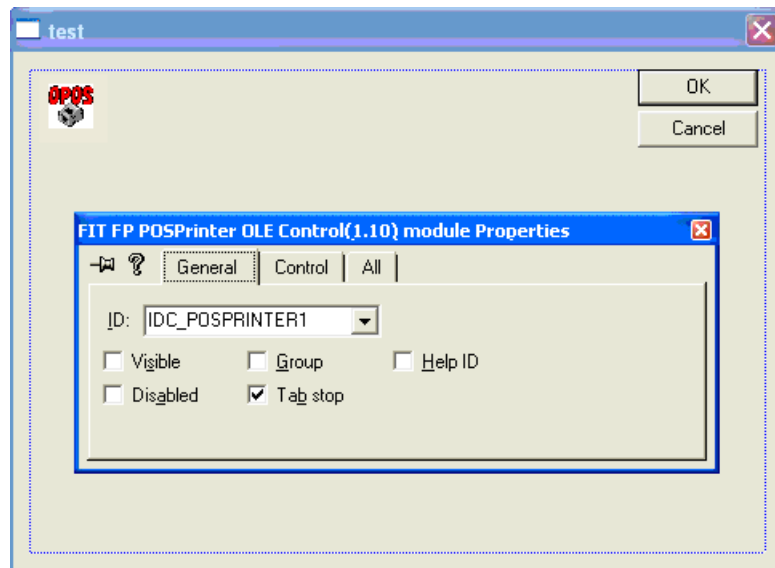 test
OPOS
OK
Cancel
FIT FP POSPrinter OLE Control(1.10) module Properties
? General Control All
ID: IDC_POSPRINTER1
Visible Group Help ID
Disabled Tab stop